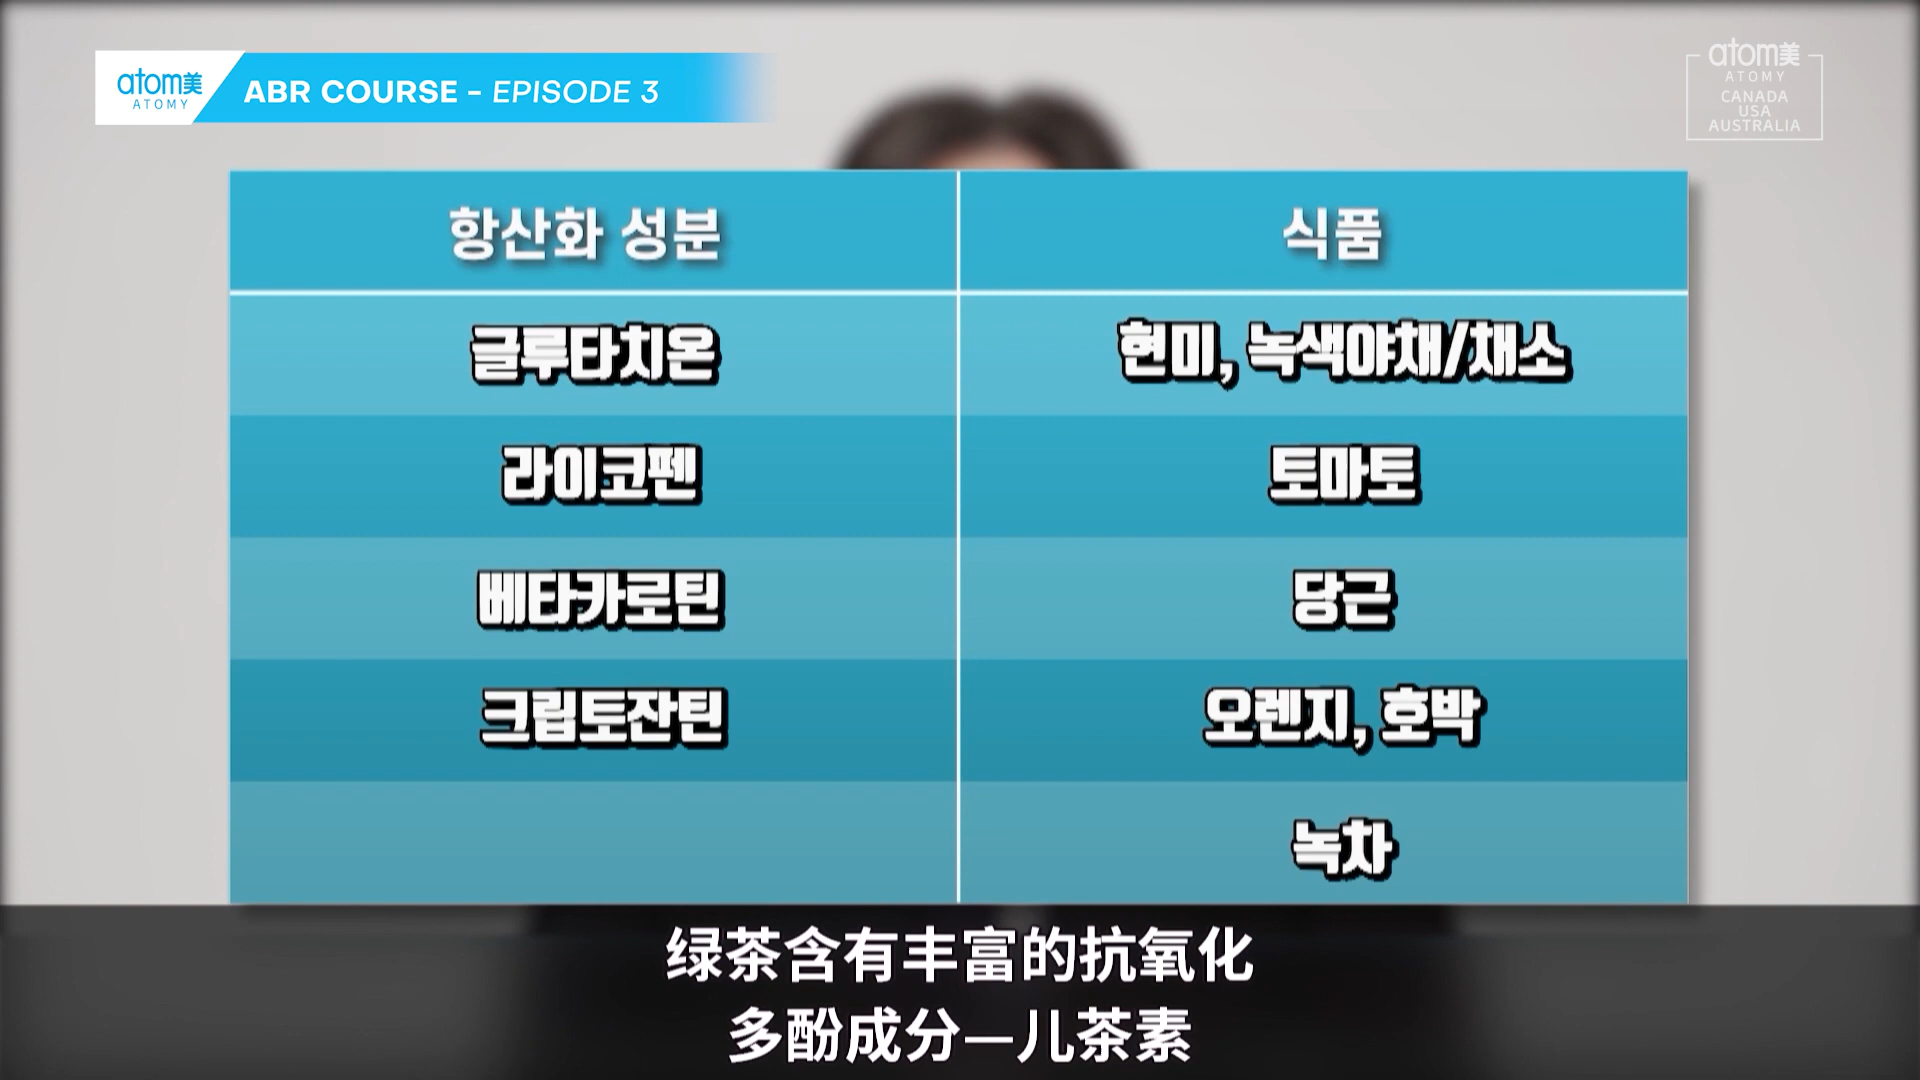 atom美
ATOMY
ABR COURSE - EPISODE 3
atom美
ATOMY
CANADA
USA
AUSTRALIA
항산화 성분
식품
글루타치온
현미, 녹색야채/채소
라이코펜
토마토
베타카로틴
당근
크립토잔틴
오렌지, 호박
녹차
绿茶含有丰富的抗氧化
多酚成分—儿茶素